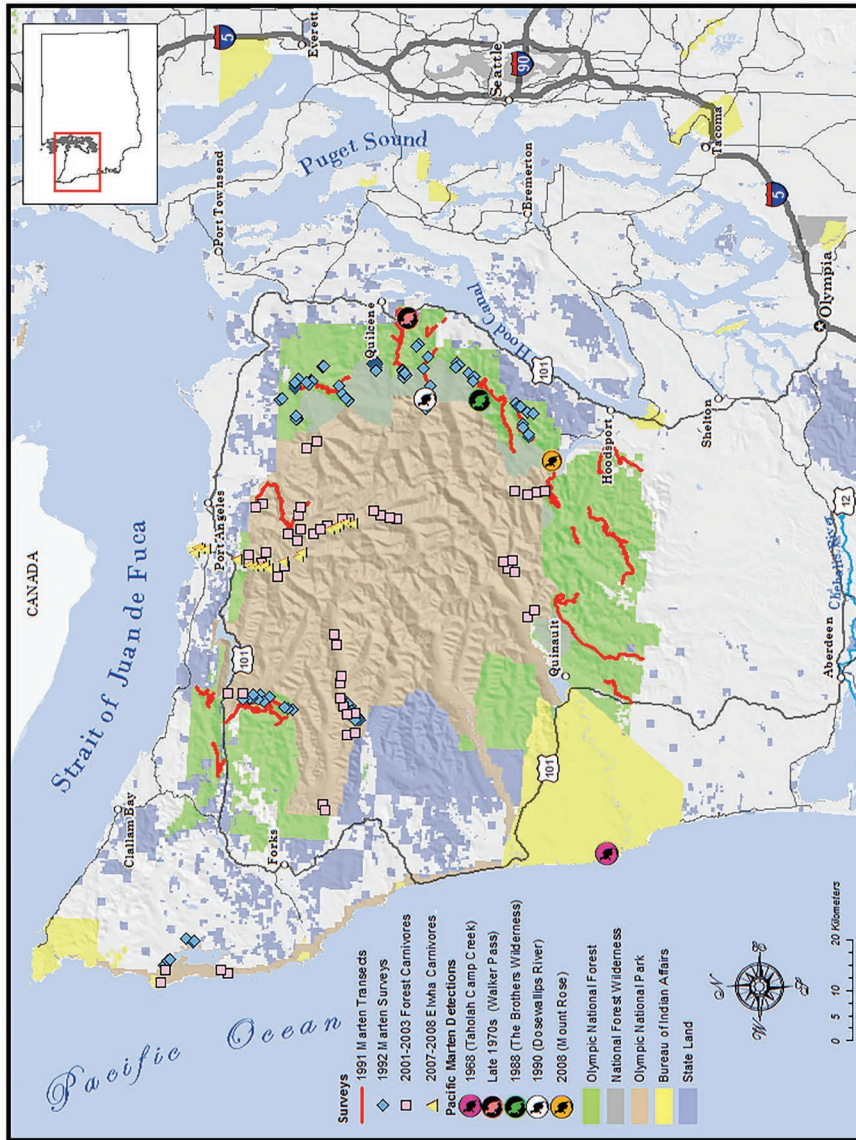 CANADA
Strait of Juan de Fuca
Pacific Ocean
Clallam Bay
Port Angeles
Port Townsend
Everett
5
101
Forks
Quilcene
Puget Sound
Seattle
90
Hood Canal
Bremerton
Quinault
101
Hoodsport
101
Tacoma
5
Shelton
Olympia
Aberdeen
Chehalis River
12
Surveys
1991 Marten Transects
1992 Marten Surveys
2001-2003 Forest Carnivores
2007-2008 Elwha Carnivores
Pacific Marten Detections
1968 (Taholah Camp Creek)
Late 1970s (Walker Pass)
1988 (The Brothers Wilderness)
1990 (Dosewallips River)
2008 (Mount Rose)
Olympic National Forest
National Forest Wilderness
Olympic National Park
Bureau of Indian Affairs
State Land
N
W E
S
0 5 10 20 Kilometers